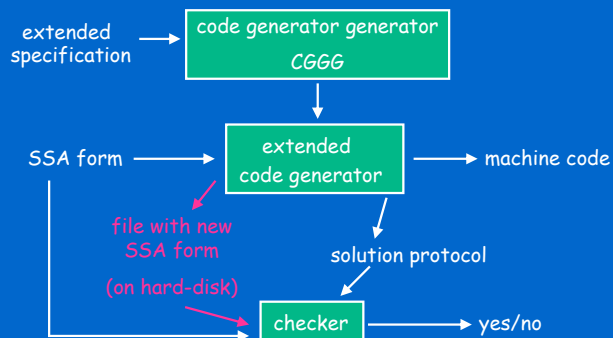 extended
specification
code generator generator
CGGG
SSA form
extended
code generator
machine code
file with new
SSA form
(on hard-disk)
solution protocol
checker
yes/no